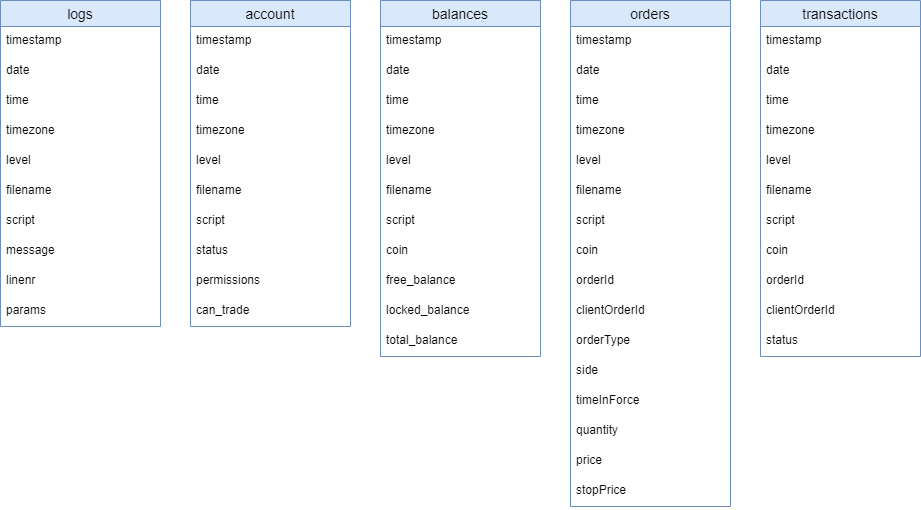 logs
timestamp
date
time
timezone
level
filename
script
message
linenr
params
account
timestamp
date
time
timezone
level
filename
script
status
permissions
can_trade
balances
timestamp
date
time
timezone
level
filename
script
coin
free_balance
locked_balance
total_balance
orders
timestamp
date
time
timezone
level
filename
script
coin
orderId
clientOrderId
orderType
side
timeInForce
quantity
price
stopPrice
transactions
timestamp
date
time
timezone
level
filename
script
coin
orderId
clientOrderId
status